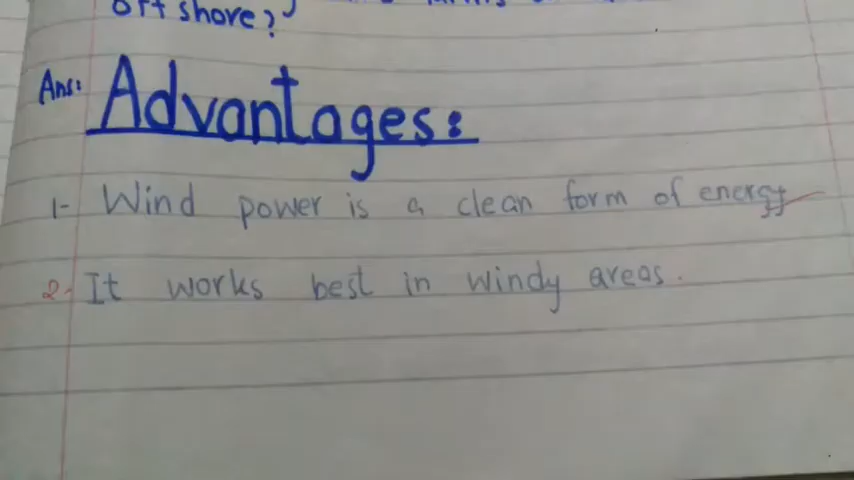 farms
off shore?
Ans: Advantages:
1- Wind power is a clean form of energy
2- It works best in windy areas.